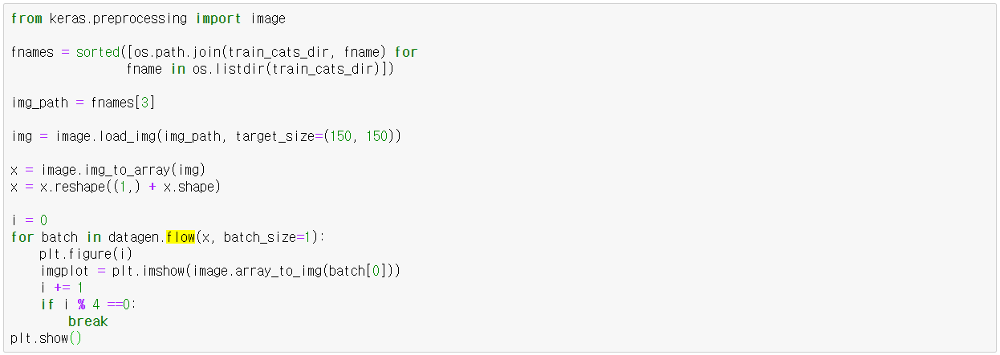 from keras.preprocessing import image
fnames = sorted([os.path.join(train_cats_dir, fname) for
fname in os.listdir(train_cats_dir)])
img_path = fnames[3]
img = image.load_img(img_path, target_size=(150, 150))
x = image.img_to_array(img)
x = x.reshape((1,) + x.shape)
i = 0
for batch in datagen.flow(x, batch_size=1):
plt.figure(i)
imgplot = plt.imshow(image.array_to_img(batch[0]))
i += 1
if i % 4 ==0:
break
plt.show()